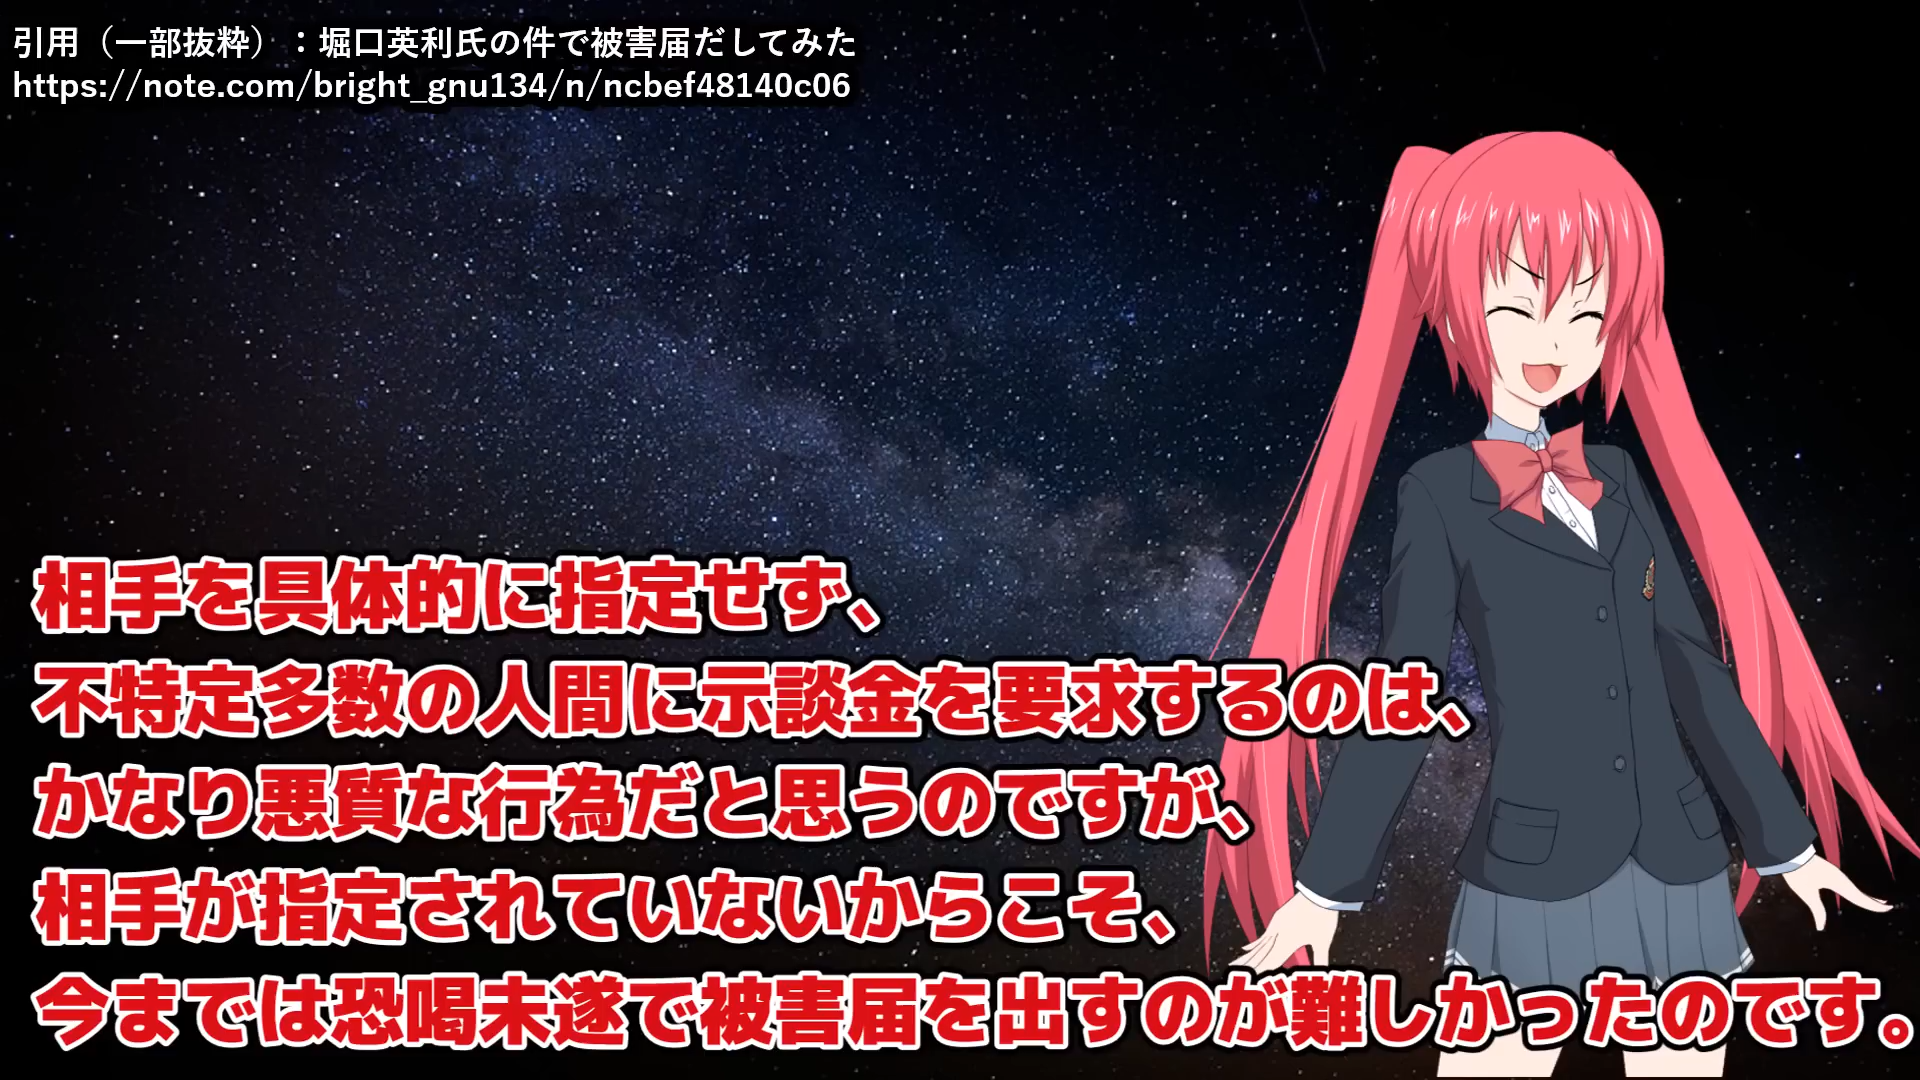 引用（一部抜粋）：堀口英利氏の件で被害届だしてみた
https://note.com/bright_gnu134/n/ncbef48140c06
相手を具体的に指定せず、
不特定多数の人間に示談金を要求するのは、
かなり悪質な行為だと思うのですが、
相手が指定されていないからこそ、
今までは恐喝未遂で被害届を出すのが難しかったのです。